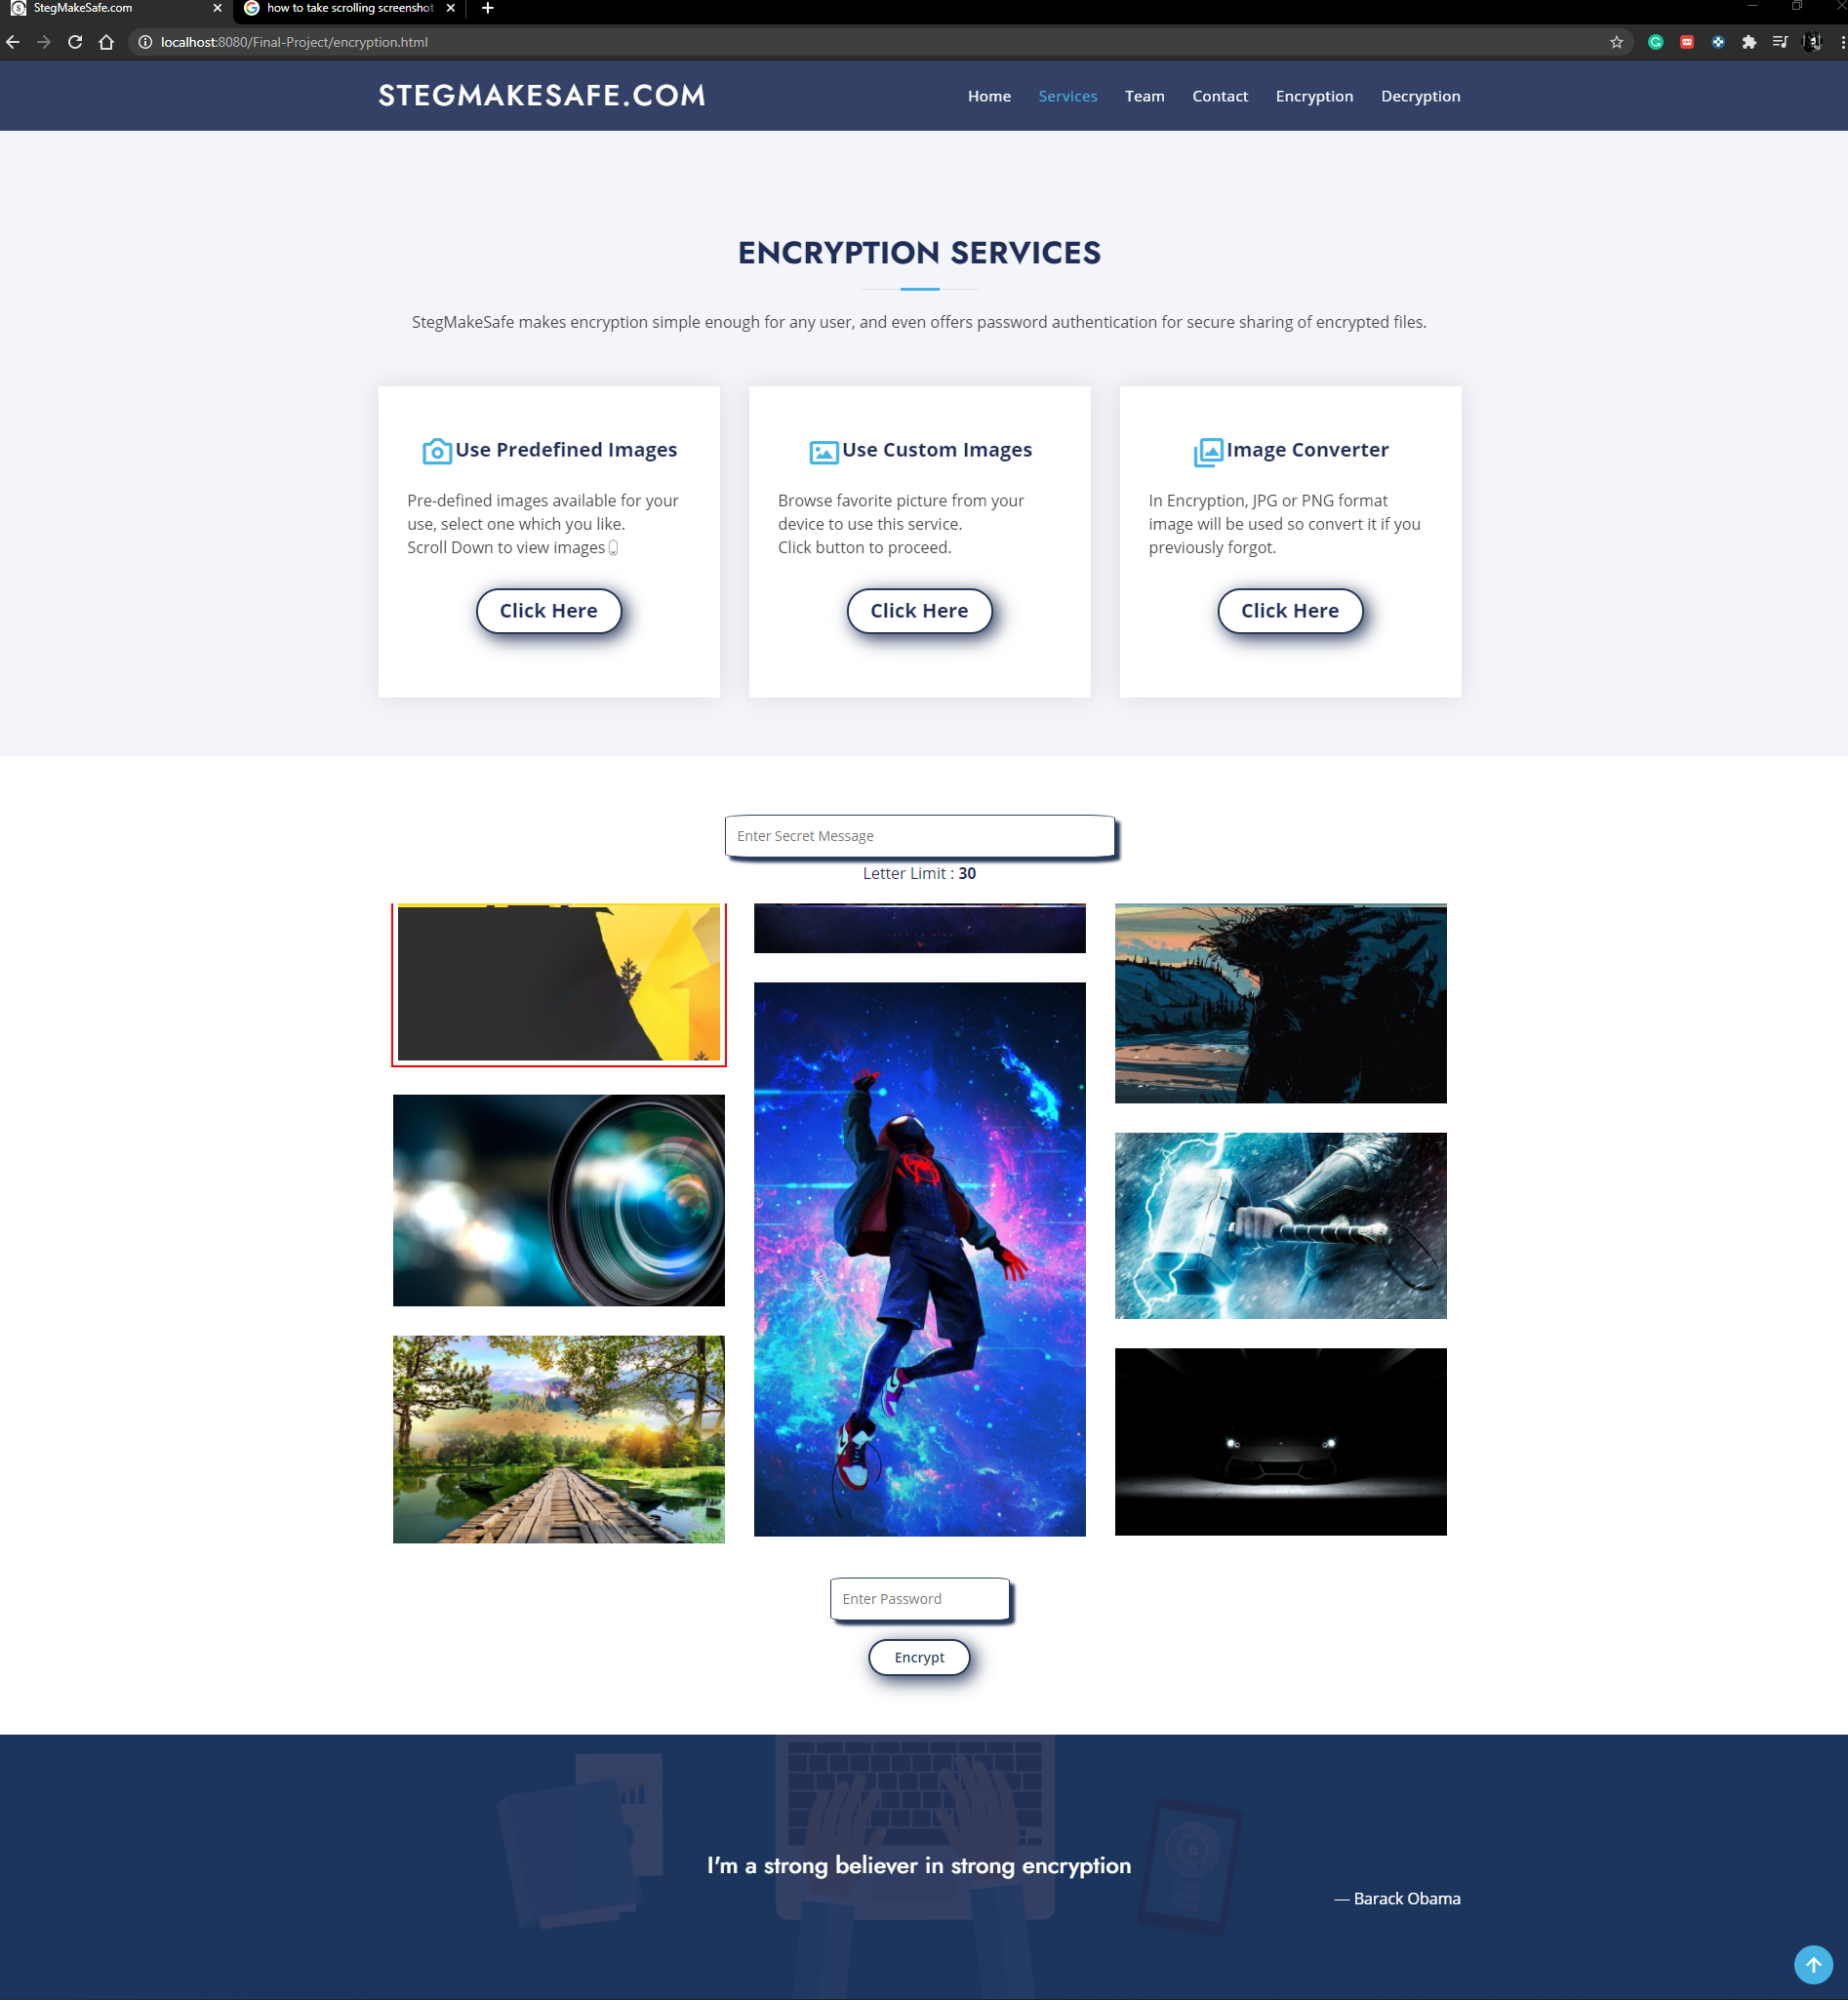 StegMakeSafe.com
how to take scrolling screenshot
localhost:8080/Final-Project/encryption.html
STEGMAKESAFE.COM
Home Services Team Contact Encryption Decryption
ENCRYPTION SERVICES
StegMakeSafe makes encryption simple enough for any user, and even offers password authentication for secure sharing of encrypted files.
Use Predefined Images
Pre-defined images available for your
use, select one which you like.
Scroll Down to view images
Click Here
Use Custom Images
Browse favorite picture from your
device to use this service.
Click button to proceed.
Click Here
Image Converter
In Encryption, JPG or PNG format
image will be used so convert it if you
previously forgot.
Click Here
Enter Secret Message
Letter Limit : 30
Enter Password
Encrypt
I'm a strong believer in strong encryption
— Barack Obama